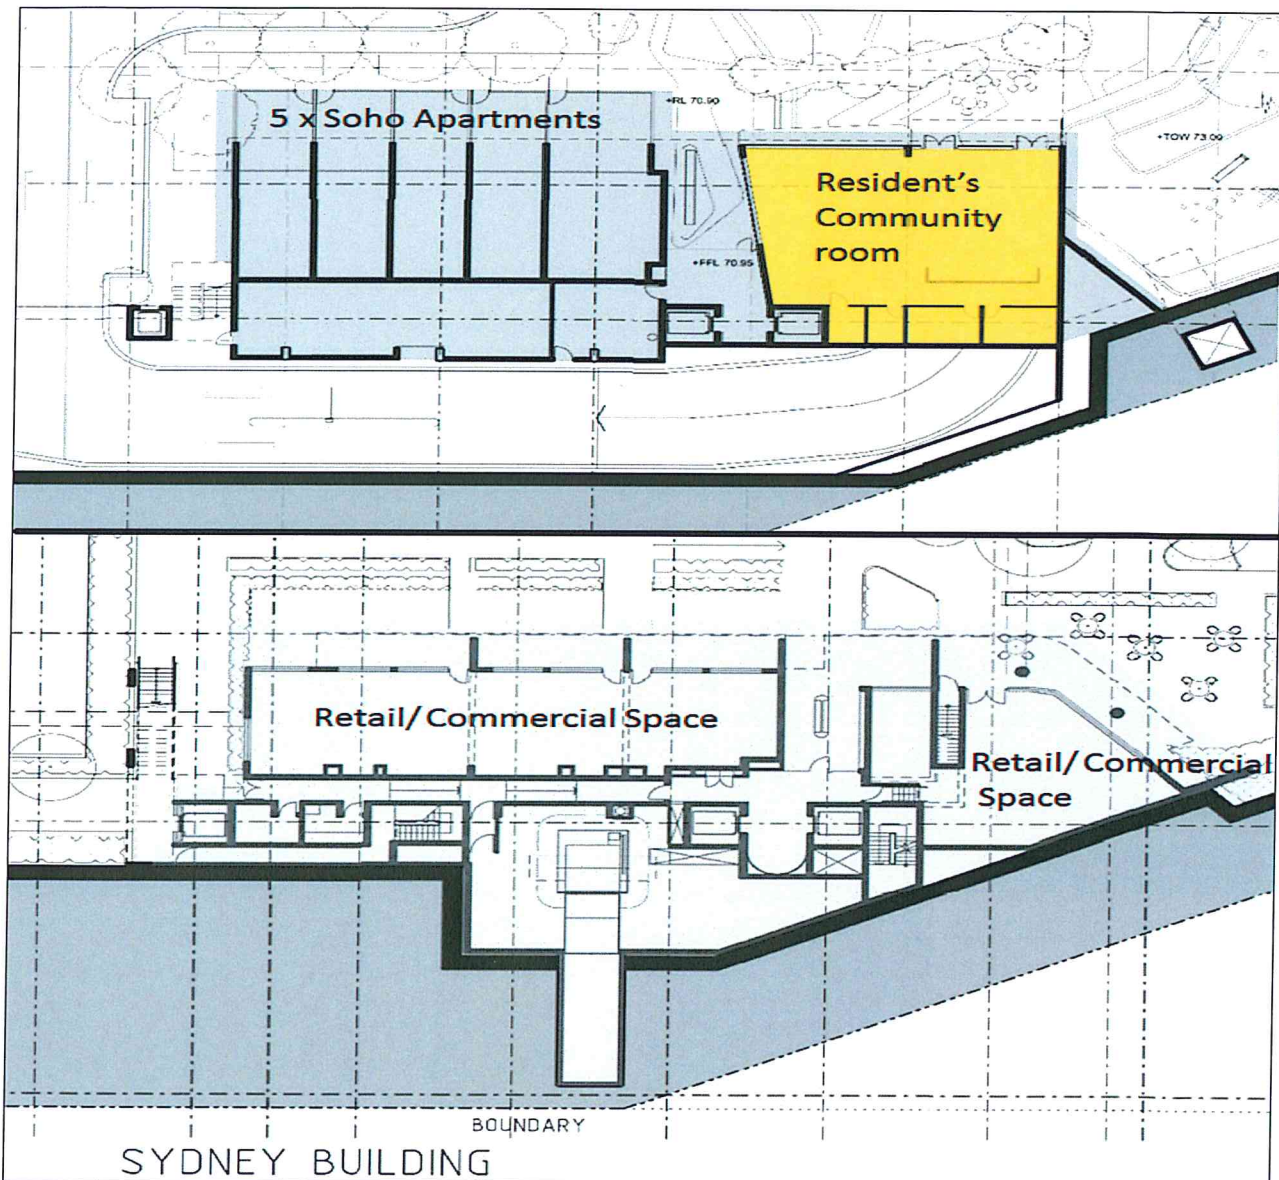 5 x Soho Apartments
+RL 70.90
+TOW 73.00
Resident's
Community
room
+FFL 70.95
Retail/Commercial Space
Retail/Commercial
Space
BOUNDARY
SYDNEY BUILDING